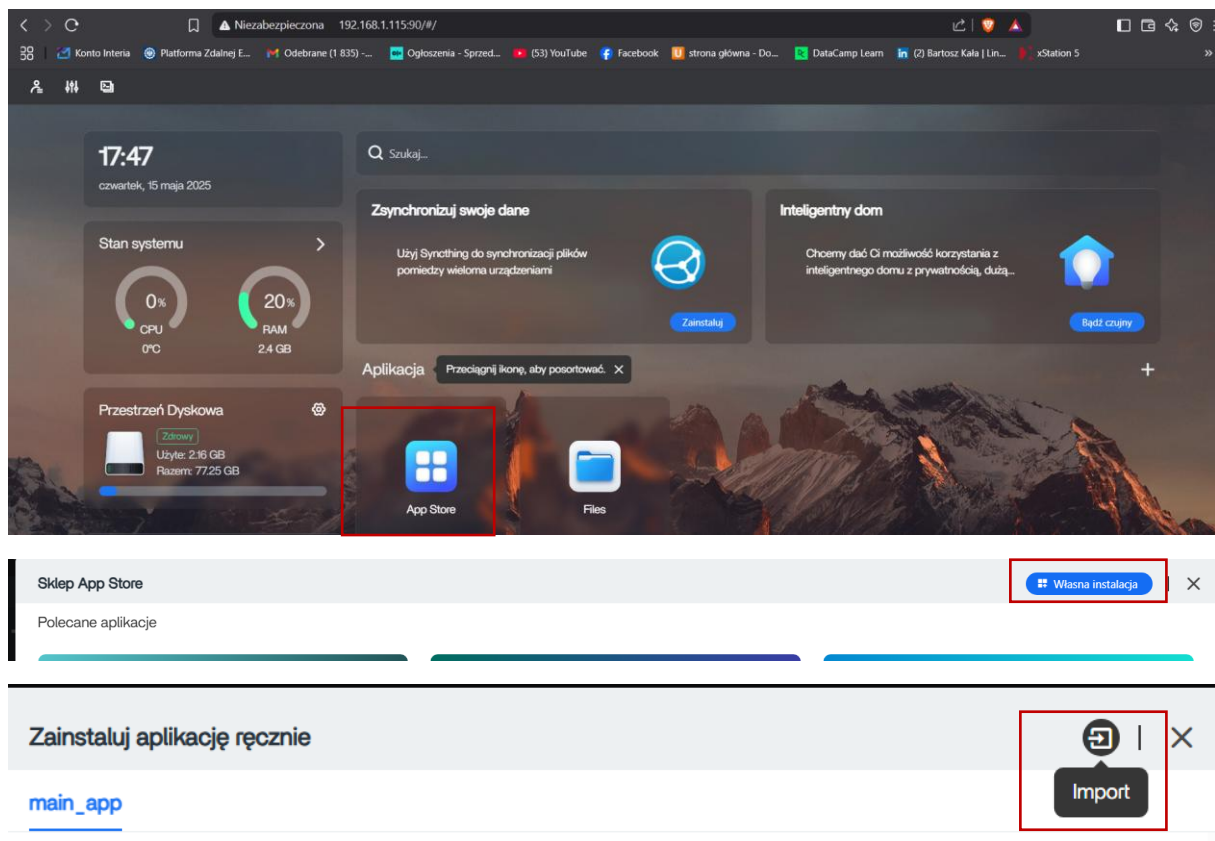 Niezabezpieczona 192.168.1.115:90/#/
Konto Interia Platforma Zdalnej E... Odebrane (1 835) -... Ogłoszenia - Sprzed... (53) YouTube Facebook strona główna - Do... DataCamp Learn (2) Bartosz Kała | Lin... xStation 5 »
17:47
czwartek, 15 maja 2025
Szukaj...
Stan systemu
0%
CPU
0°C
20%
RAM
2.4 GB
Zsynchronizuj swoje dane
Użyj Syncthing do synchronizacji plików
pomiedzy wieloma urządzeniami
Zainstaluj
Inteligentny dom
Chcemy dać Ci możliwość korzystania z
inteligentnego domu z prywatnością, dużą...
Bądź czujny
Aplikacja Przeciągnij ikonę, aby posortować.
Przestrzeń Dyskowa
Zdrowy
Użyte: 2.16 GB
Razem: 77.25 GB
App Store
Files
Sklep App Store
Własna instalacja
Polecane aplikacje
Zainstaluj aplikację ręcznie
Import
main_app